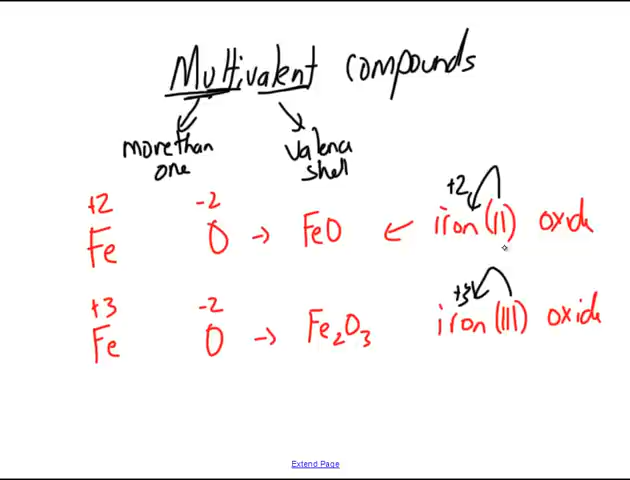 Multivalent compounds
more than one
valence shell
+2 -2 +2
Fe O → FeO ← iron (II) oxide
+3 -2 +3
Fe O → Fe2O3 iron (III) oxide
Extend Page